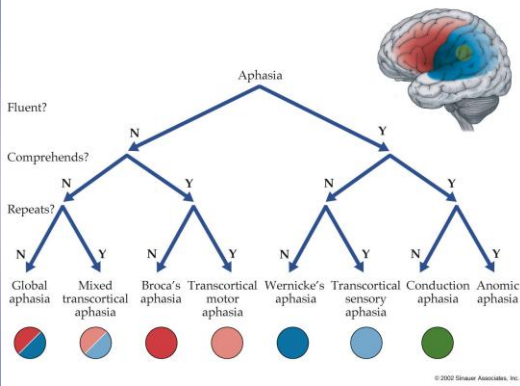 Aphasia
Fluent?
N Y
Comprehends?
N Y N Y
Repeats?
N Y N Y N Y N Y
Global Mixed Broca's Transcortical Wernicke's Transcortical Conduction Anomic
aphasia transcortical aphasia motor aphasia sensory aphasia aphasia
aphasia aphasia aphasia
© 2002 Sinauer Associates, Inc.